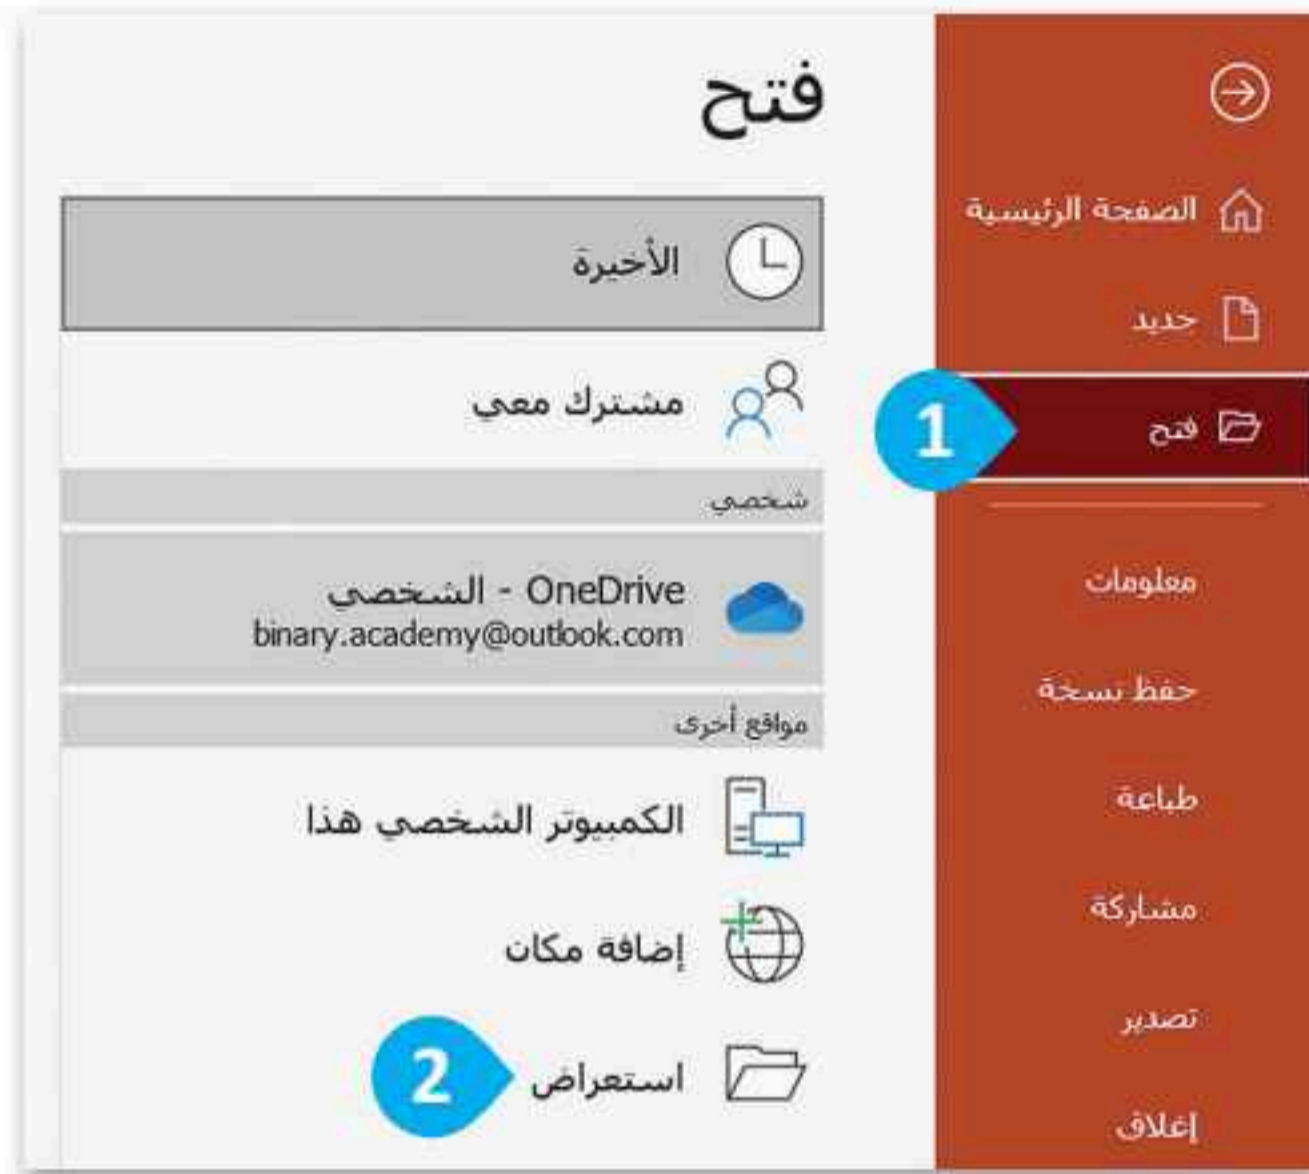 الصفحة الرئيسية
جديد
فتح
1
معلومات
حفظ نسخة
طباعة
مشاركة
تصدير
إغلاق
فتح
الأخيرة
مشترك معي
شخصي
OneDrive - الشخصي
binary.academy@outlook.com
مواقع أخرى
الكمبيوتر الشخصي هذا
إضافة مكان
استعراض
2